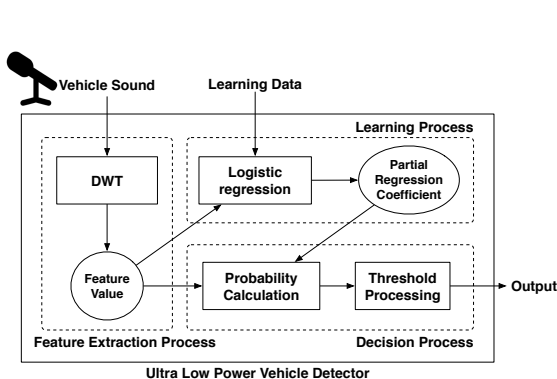 Vehicle Sound
Learning Data
Learning Process
DWT
Logistic
regression
Partial
Regression
Coefficient
Feature
Value
Probability
Calculation
Threshold
Processing
Output
Feature Extraction Process
Decision Process
Ultra Low Power Vehicle Detector